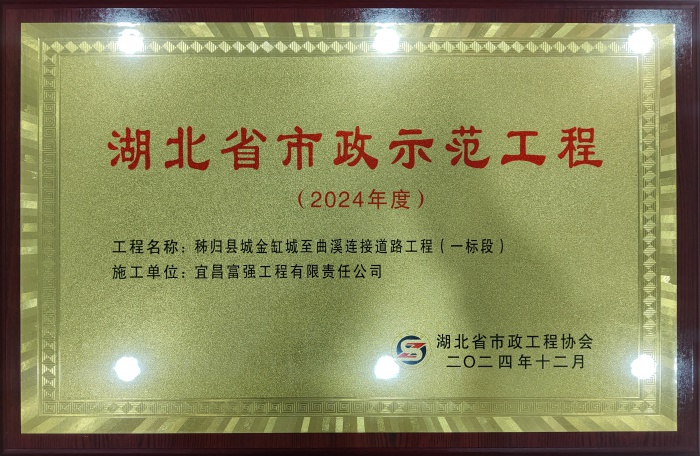 湖北省市政示范工程
（2024年度）
工程名称：秭归县城金缸城至曲溪连接道路工程（一标段）
施工单位：宜昌富强工程有限责任公司
湖北省市政工程协会
二〇二四年十二月